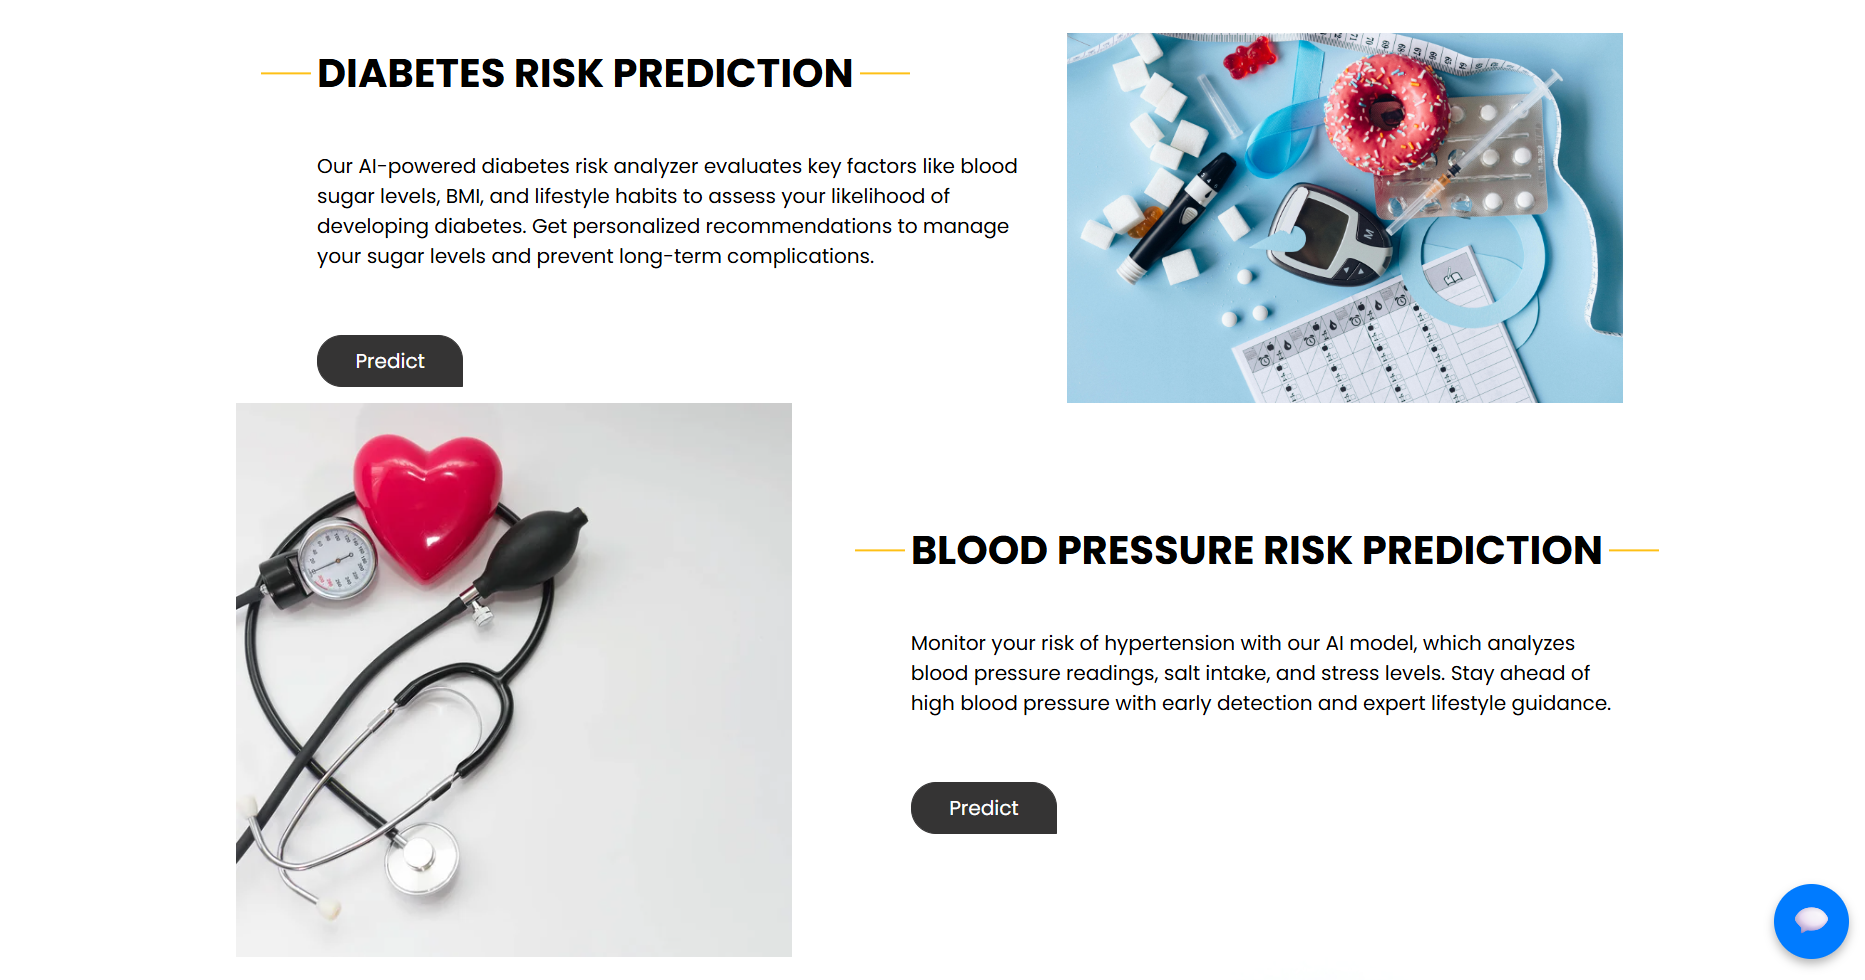 DIABETES RISK PREDICTION
Our AI-powered diabetes risk analyzer evaluates key factors like blood
sugar levels, BMI, and lifestyle habits to assess your likelihood of
developing diabetes. Get personalized recommendations to manage
your sugar levels and prevent long-term complications.
Predict
BLOOD PRESSURE RISK PREDICTION
Monitor your risk of hypertension with our AI model, which analyzes
blood pressure readings, salt intake, and stress levels. Stay ahead of
high blood pressure with early detection and expert lifestyle guidance.
Predict